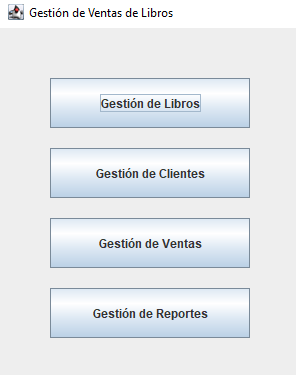 Gestión de Ventas de Libros
Gestión de Libros
Gestión de Clientes
Gestión de Ventas
Gestión de Reportes